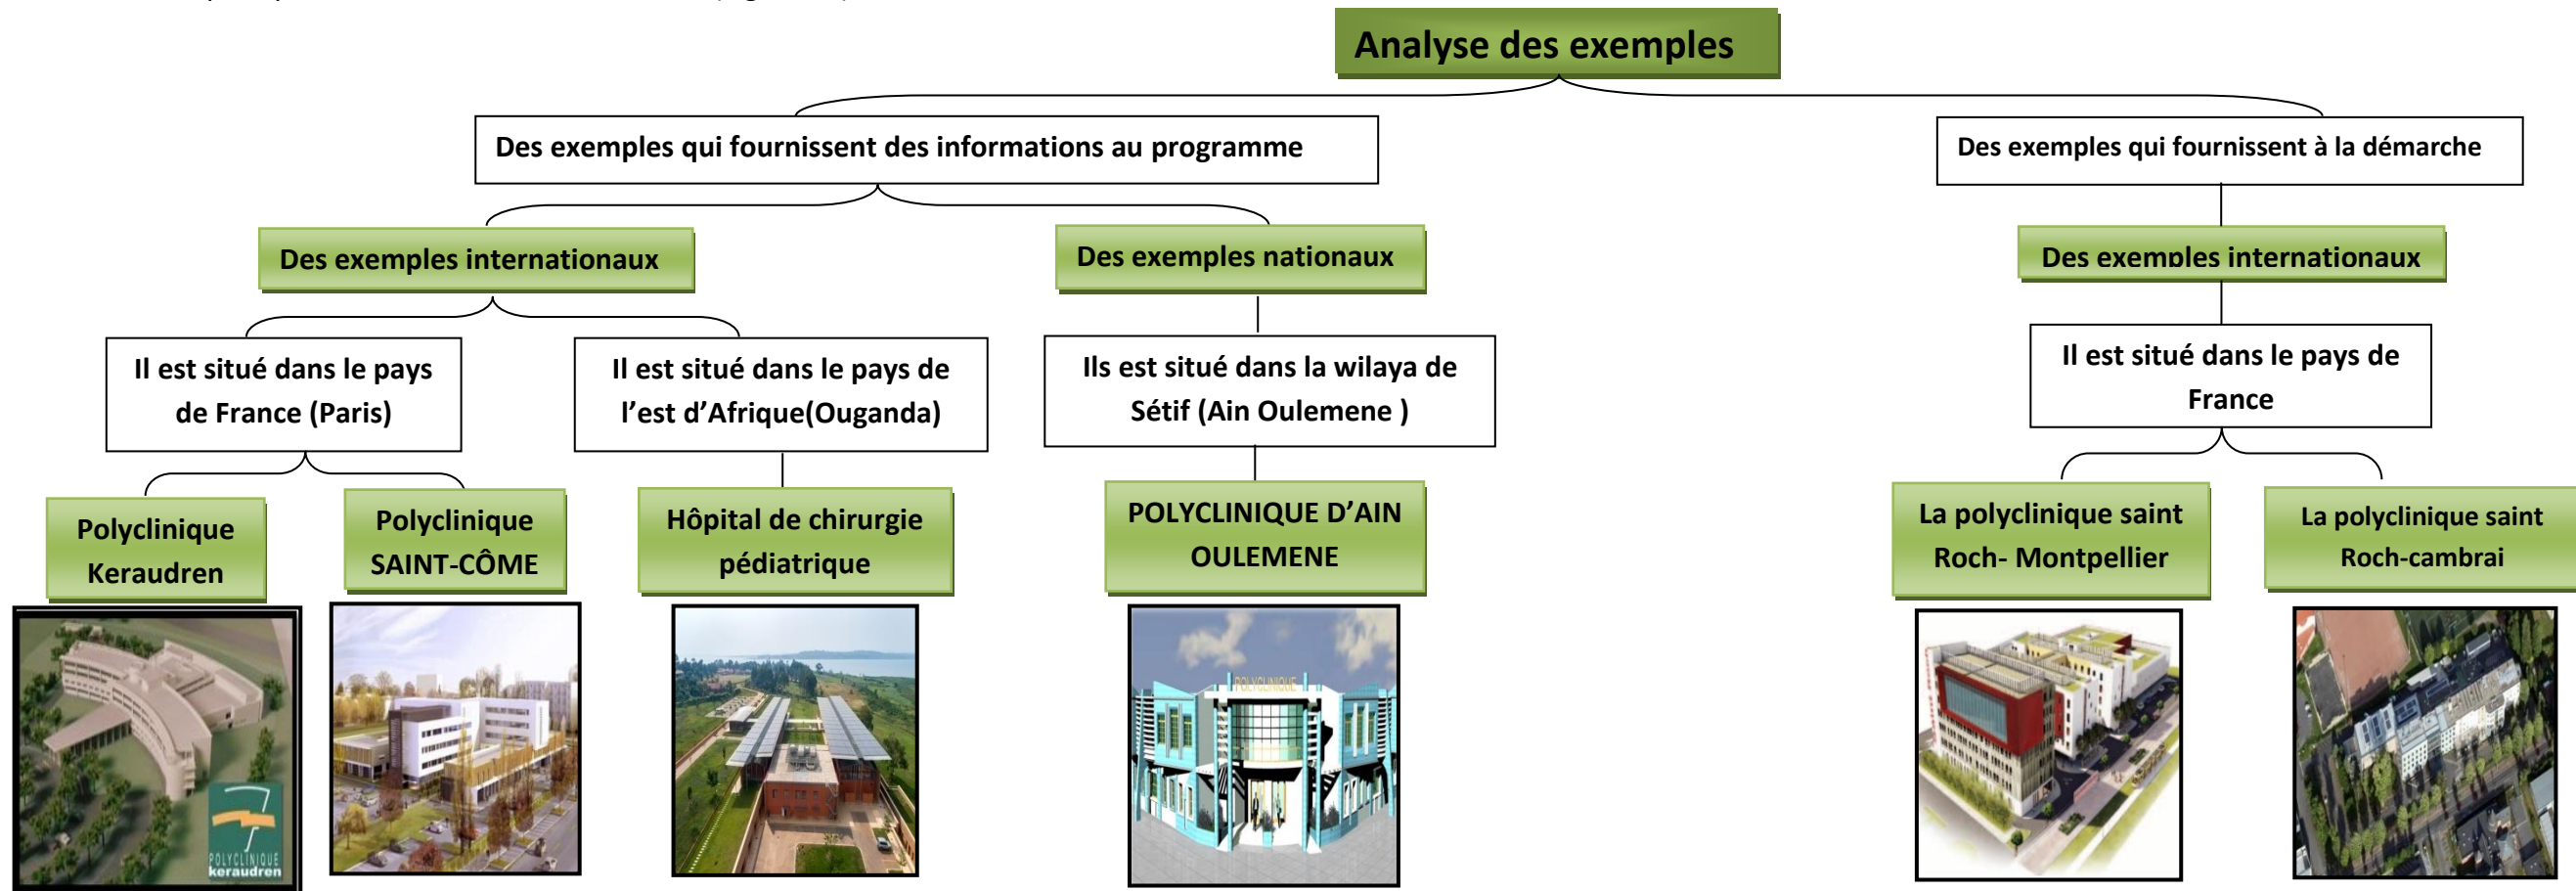 Analyse des exemples
Des exemples qui fournissent des informations au programme
Des exemples qui fournissent à la démarche
Des exemples internationaux
Des exemples nationaux
Des exemples internationaux
Il est situé dans le pays
de France (Paris)
Il est situé dans le pays de
l’est d’Afrique(Ouganda)
Ils est situé dans la wilaya de
Sétif (Ain Oulemene )
Il est situé dans le pays de
France
Polyclinique
Keraudren
Polyclinique
SAINT-CÔME
Hôpital de chirurgie
pédiatrique
POLYCLINIQUE D’AIN
OULEMENE
La polyclinique saint
Roch- Montpellier
La polyclinique saint
Roch-cambrai
POLYCLINIQUE
keraudren
POLYCLINIQUE